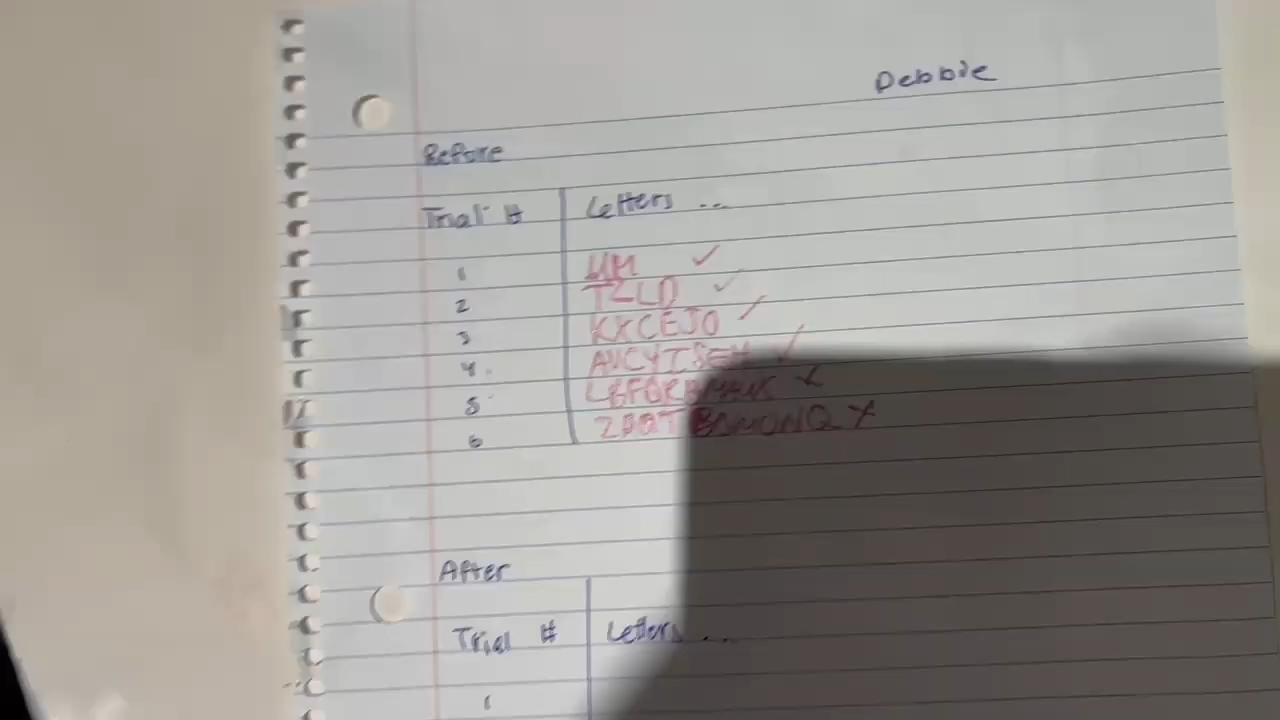 Debbie
Before
Trial # Letters ...
1 UM ✓
2 TZLD ✓
3 KXCEJO ✓
4. ✓
5 ✓
6 X
After
Trial # Letters ...
1